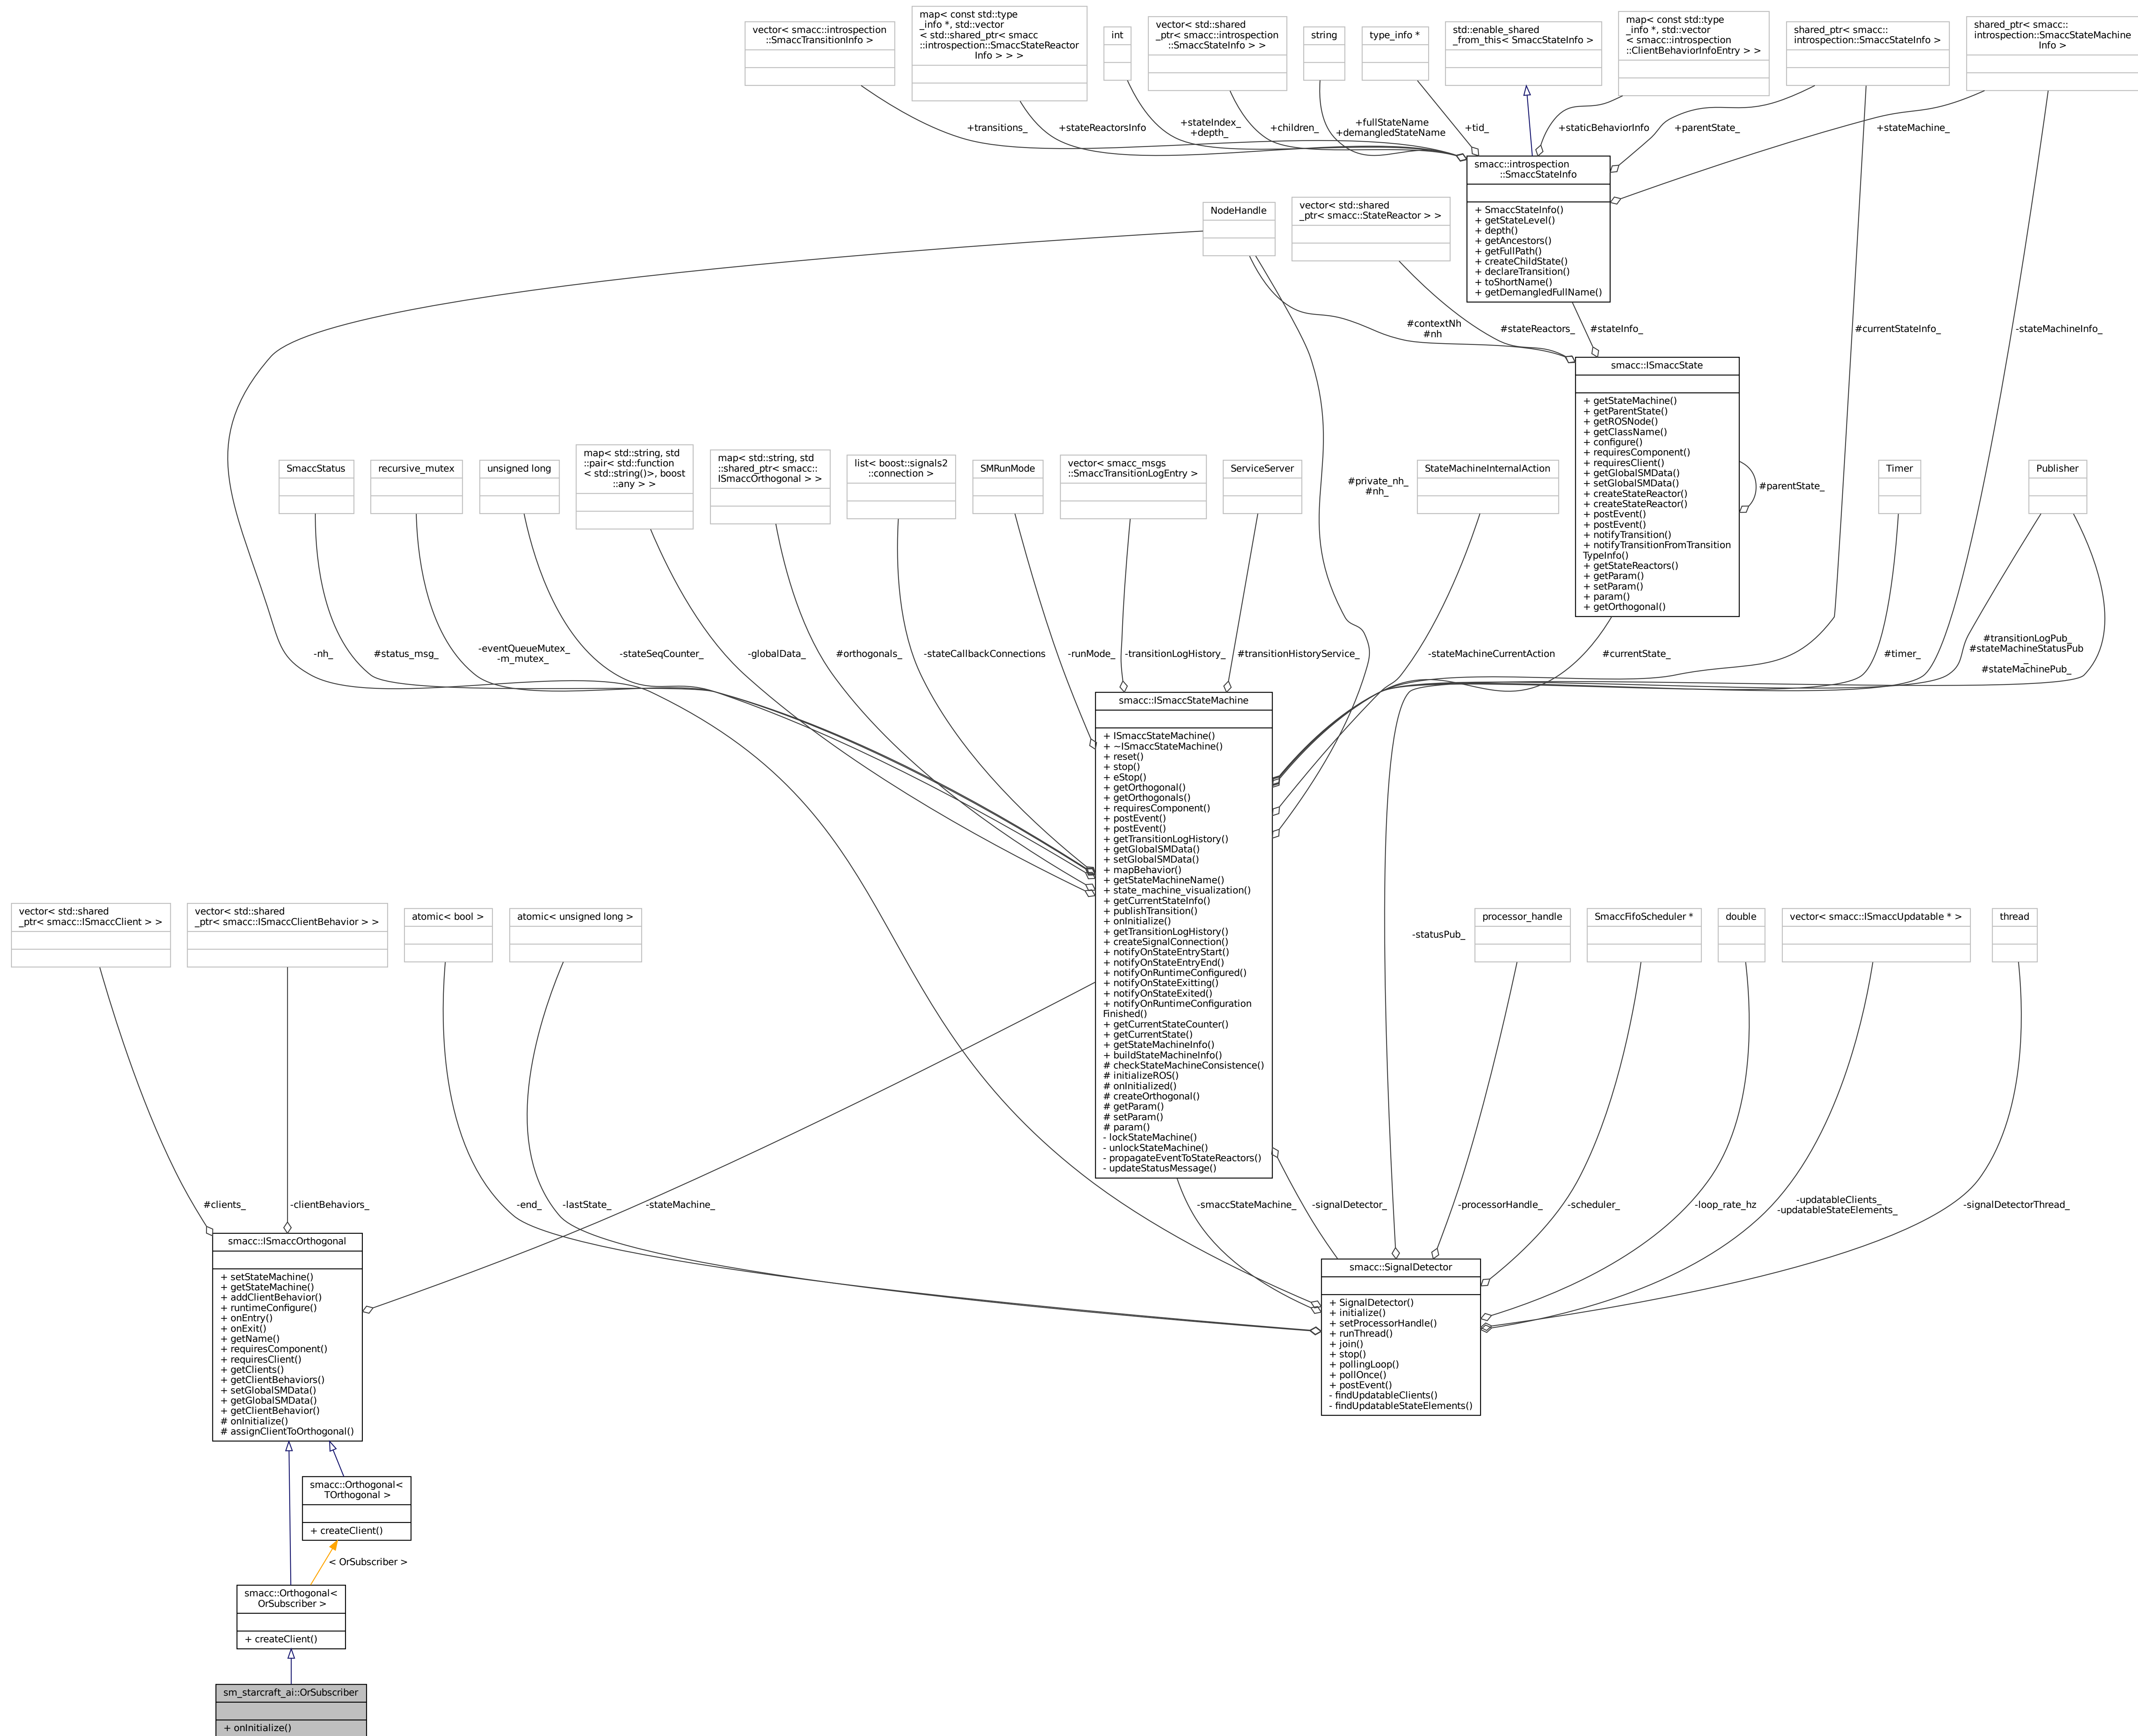 vector< smacc::introspection
::SmaccTransitionInfo >
map< const std::type
_info *, std::vector
< std::shared_ptr< smacc
::introspection::SmaccStateReactor
Info > > >
int
vector< std::shared
_ptr< smacc::introspection
::SmaccStateInfo > >
string
type_info *
std::enable_shared
_from_this< SmaccStateInfo >
map< const std::type
_info *, std::vector
< smacc::introspection
::ClientBehaviorInfoEntry > >
shared_ptr< smacc::
introspection::SmaccStateInfo >
shared_ptr< smacc::
introspection::SmaccStateMachine
Info >
+transitions_
+stateReactorsInfo
+stateIndex_
+depth_
+children_
+fullStateName
+demangledStateName
+tid_
+staticBehaviorInfo
+parentState_
+stateMachine_
smacc::introspection
::SmaccStateInfo
+ SmaccStateInfo()
+ getStateLevel()
+ depth()
+ getAncestors()
+ getFullPath()
+ createChildState()
+ declareTransition()
+ toShortName()
+ getDemangledFullName()
NodeHandle
vector< std::shared
_ptr< smacc::StateReactor > >
#contextNh
#nh
#stateReactors_
#stateInfo_
#currentStateInfo_
-stateMachineInfo_
smacc::ISmaccState
+ getStateMachine()
+ getParentState()
+ getROSNode()
+ getClassName()
+ configure()
+ requiresComponent()
+ requiresClient()
+ getGlobalSMData()
+ setGlobalSMData()
+ createStateReactor()
+ createStateReactor()
+ postEvent()
+ postEvent()
+ notifyTransition()
+ notifyTransitionFromTransition
TypeInfo()
+ getStateReactors()
+ getParam()
+ setParam()
+ param()
+ getOrthogonal()
#parentState_
SmaccStatus
recursive_mutex
unsigned long
map< std::string, std
::pair< std::function
< std::string()>, boost
::any > >
map< std::string, std
::shared_ptr< smacc::
ISmaccOrthogonal > >
list< boost::signals2
::connection >
SMRunMode
vector< smacc_msgs
::SmaccTransitionLogEntry >
ServiceServer
#private_nh_
#nh_
StateMachineInternalAction
Timer
Publisher
-nh_
#status_msg_
-eventQueueMutex_
-m_mutex_
-stateSeqCounter_
-globalData_
#orthogonals_
-stateCallbackConnections
-runMode_
-transitionLogHistory_
#transitionHistoryService_
-stateMachineCurrentAction
#currentState_
#timer_
#transitionLogPub_
#stateMachineStatusPub
_
#stateMachinePub_
smacc::ISmaccStateMachine
+ ISmaccStateMachine()
+ ~ISmaccStateMachine()
+ reset()
+ stop()
+ eStop()
+ getOrthogonal()
+ getOrthogonals()
+ requiresComponent()
+ postEvent()
+ postEvent()
+ getTransitionLogHistory()
+ getGlobalSMData()
+ setGlobalSMData()
+ mapBehavior()
+ getStateMachineName()
+ state_machine_visualization()
+ getCurrentStateInfo()
+ publishTransition()
+ onInitialize()
+ getTransitionLogHistory()
+ createSignalConnection()
+ notifyOnStateEntryStart()
+ notifyOnStateEntryEnd()
+ notifyOnRuntimeConfigured()
+ notifyOnStateExitting()
+ notifyOnStateExited()
+ notifyOnRuntimeConfiguration
Finished()
+ getCurrentStateCounter()
+ getCurrentState()
+ getStateMachineInfo()
+ buildStateMachineInfo()
# checkStateMachineConsistence()
# initializeROS()
# onInitialized()
# createOrthogonal()
# getParam()
# setParam()
# param()
- lockStateMachine()
- unlockStateMachine()
- propagateEventToStateReactors()
- updateStatusMessage()
vector< std::shared
_ptr< smacc::ISmaccClient > >
vector< std::shared
_ptr< smacc::ISmaccClientBehavior > >
atomic< bool >
atomic< unsigned long >
-statusPub_
processor_handle
SmaccFifoScheduler *
double
vector< smacc::ISmaccUpdatable * >
thread
#clients_
-clientBehaviors_
-end_
-lastState_
-stateMachine_
-smaccStateMachine_
-signalDetector_
-processorHandle_
-scheduler_
-loop_rate_hz
-updatableClients_
-updatableStateElements_
-signalDetectorThread_
smacc::ISmaccOrthogonal
+ setStateMachine()
+ getStateMachine()
+ addClientBehavior()
+ runtimeConfigure()
+ onEntry()
+ onExit()
+ getName()
+ requiresComponent()
+ requiresClient()
+ getClients()
+ getClientBehaviors()
+ setGlobalSMData()
+ getGlobalSMData()
+ getClientBehavior()
# onInitialize()
# assignClientToOrthogonal()
smacc::SignalDetector
+ SignalDetector()
+ initialize()
+ setProcessorHandle()
+ runThread()
+ join()
+ stop()
+ pollingLoop()
+ pollOnce()
+ postEvent()
- findUpdatableClients()
- findUpdatableStateElements()
smacc::Orthogonal<
TOrthogonal >
+ createClient()
< OrSubscriber >
smacc::Orthogonal<
OrSubscriber >
+ createClient()
sm_starcraft_ai::OrSubscriber
+ onInitialize()